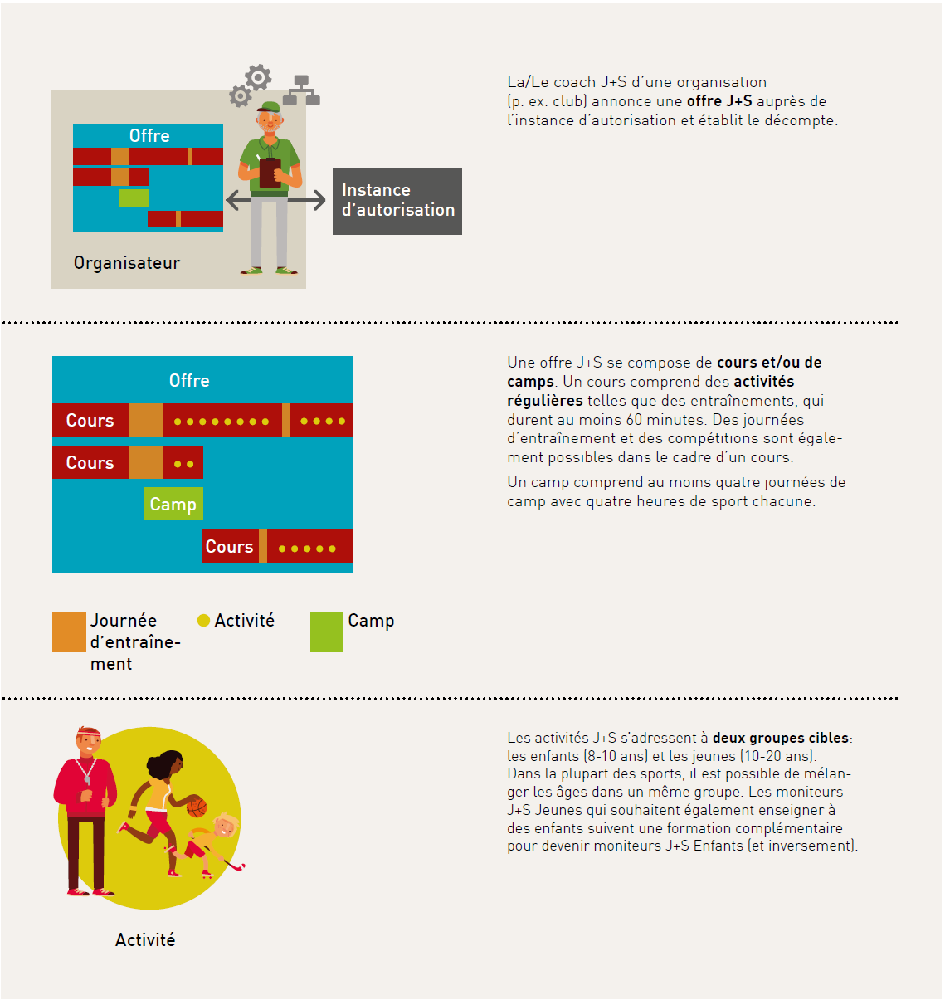 La/Le coach J+S d'une organisation
(p. ex. club) annonce une offre J+S auprès de
l'instance d'autorisation et établit le décompte.
Offre
Instance
d'autorisation
Organisateur
Une offre J+S se compose de cours et/ou de
camps. Un cours comprend des activités
régulières telles que des entraînements, qui
durent au moins 60 minutes. Des journées
d'entraînement et des compétitions sont égale-
ment possibles dans le cadre d'un cours.
Un camp comprend au moins quatre journées de
camp avec quatre heures de sport chacune.
Offre
Cours
Cours
Camp
Cours
Journée
d'entraîne-
ment
Activité
Camp
Les activités J+S s'adressent à deux groupes cibles:
les enfants (8-10 ans) et les jeunes (10-20 ans).
Dans la plupart des sports, il est possible de mélan-
ger les âges dans un même groupe. Les moniteurs
J+S Jeunes qui souhaitent également enseigner à
des enfants suivent une formation complémentaire
pour devenir moniteurs J+S Enfants (et inversement).
Activité